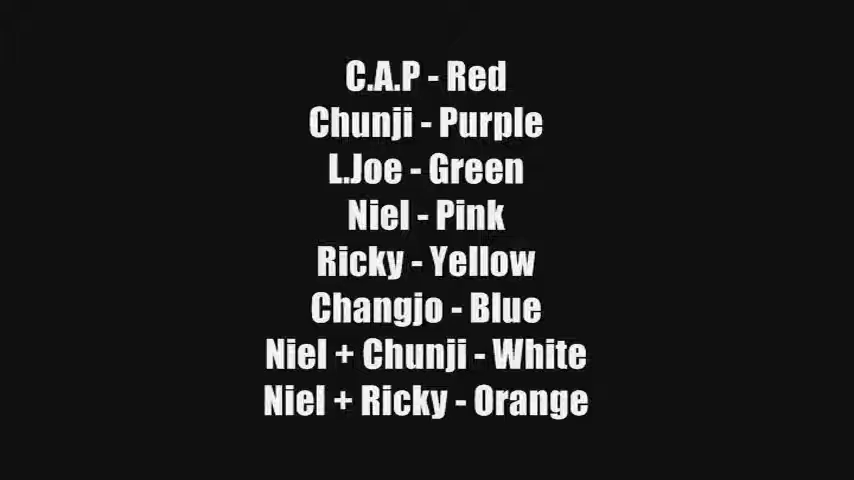 C.A.P - Red
Chunji - Purple
L.Joe - Green
Niel - Pink
Ricky - Yellow
Changjo - Blue
Niel + Chunji - White
Niel + Ricky - Orange